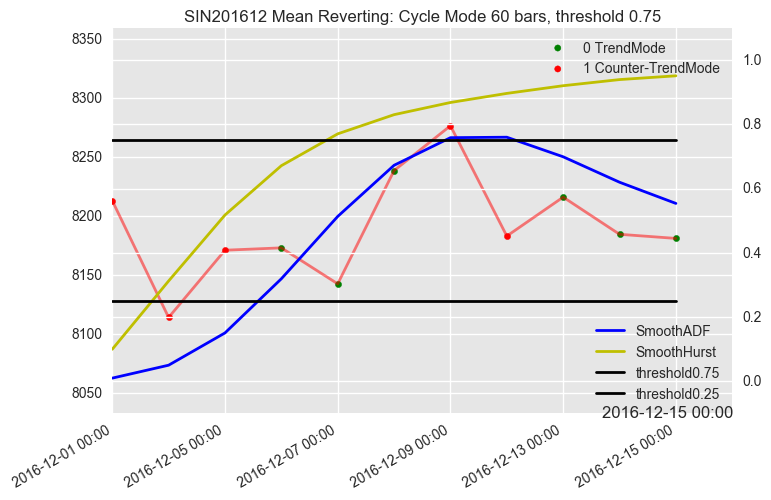 SIN201612 Mean Reverting: Cycle Mode 60 bars, threshold 0.75
0 TrendMode
1 Counter-TrendMode
8350
8300
8250
8200
8150
8100
8050
1.0
0.8
0.6
0.4
0.2
0.0
SmoothADF
SmoothHurst
threshold0.75
threshold0.25
2016-12-15 00:00
2016-12-01 00:00
2016-12-05 00:00
2016-12-07 00:00
2016-12-09 00:00
2016-12-13 00:00
2016-12-15 00:00